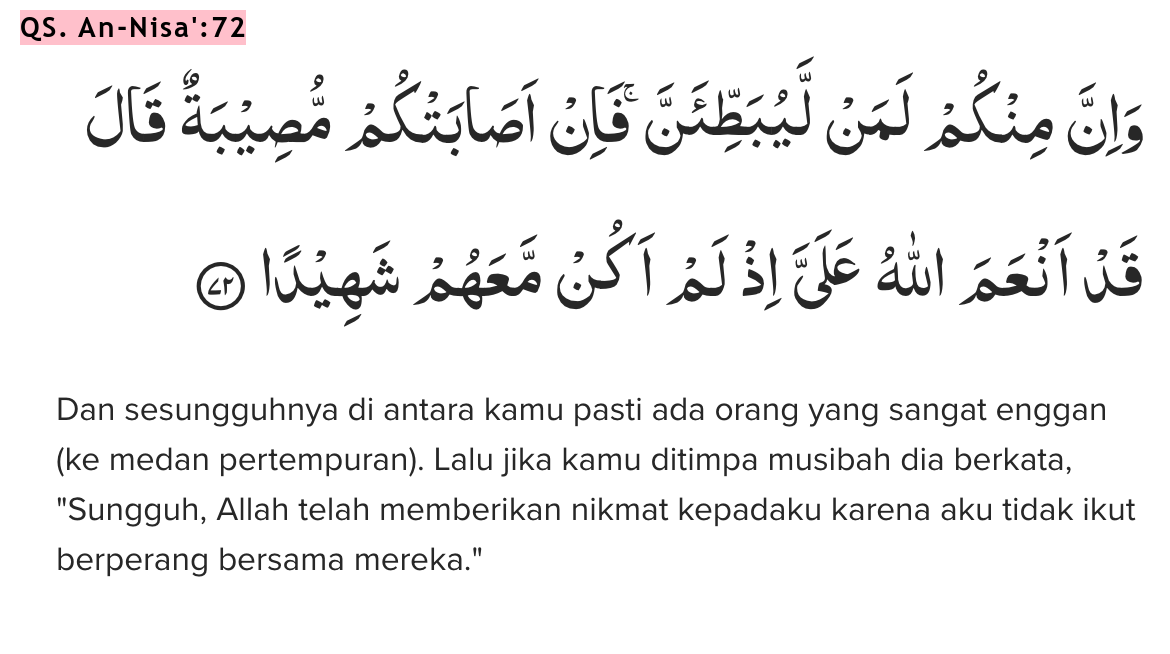 QS. An-Nisa':72
وَاِنَّ مِنْكُمْ لَمَنْ لَّيُبَطِّئَنَّۚ فَاِنْ اَصَابَتْكُمْ مُّصِيْبَةٌ قَالَ
قَدْ اَنْعَمَ اللّٰهُ عَلَيَّ اِذْ لَمْ اَكُنْ مَّعَهُمْ شَهِيْدًا ٧٢
Dan sesungguhnya di antara kamu pasti ada orang yang sangat enggan
(ke medan pertempuran). Lalu jika kamu ditimpa musibah dia berkata,
"Sungguh, Allah telah memberikan nikmat kepadaku karena aku tidak ikut
berperang bersama mereka."